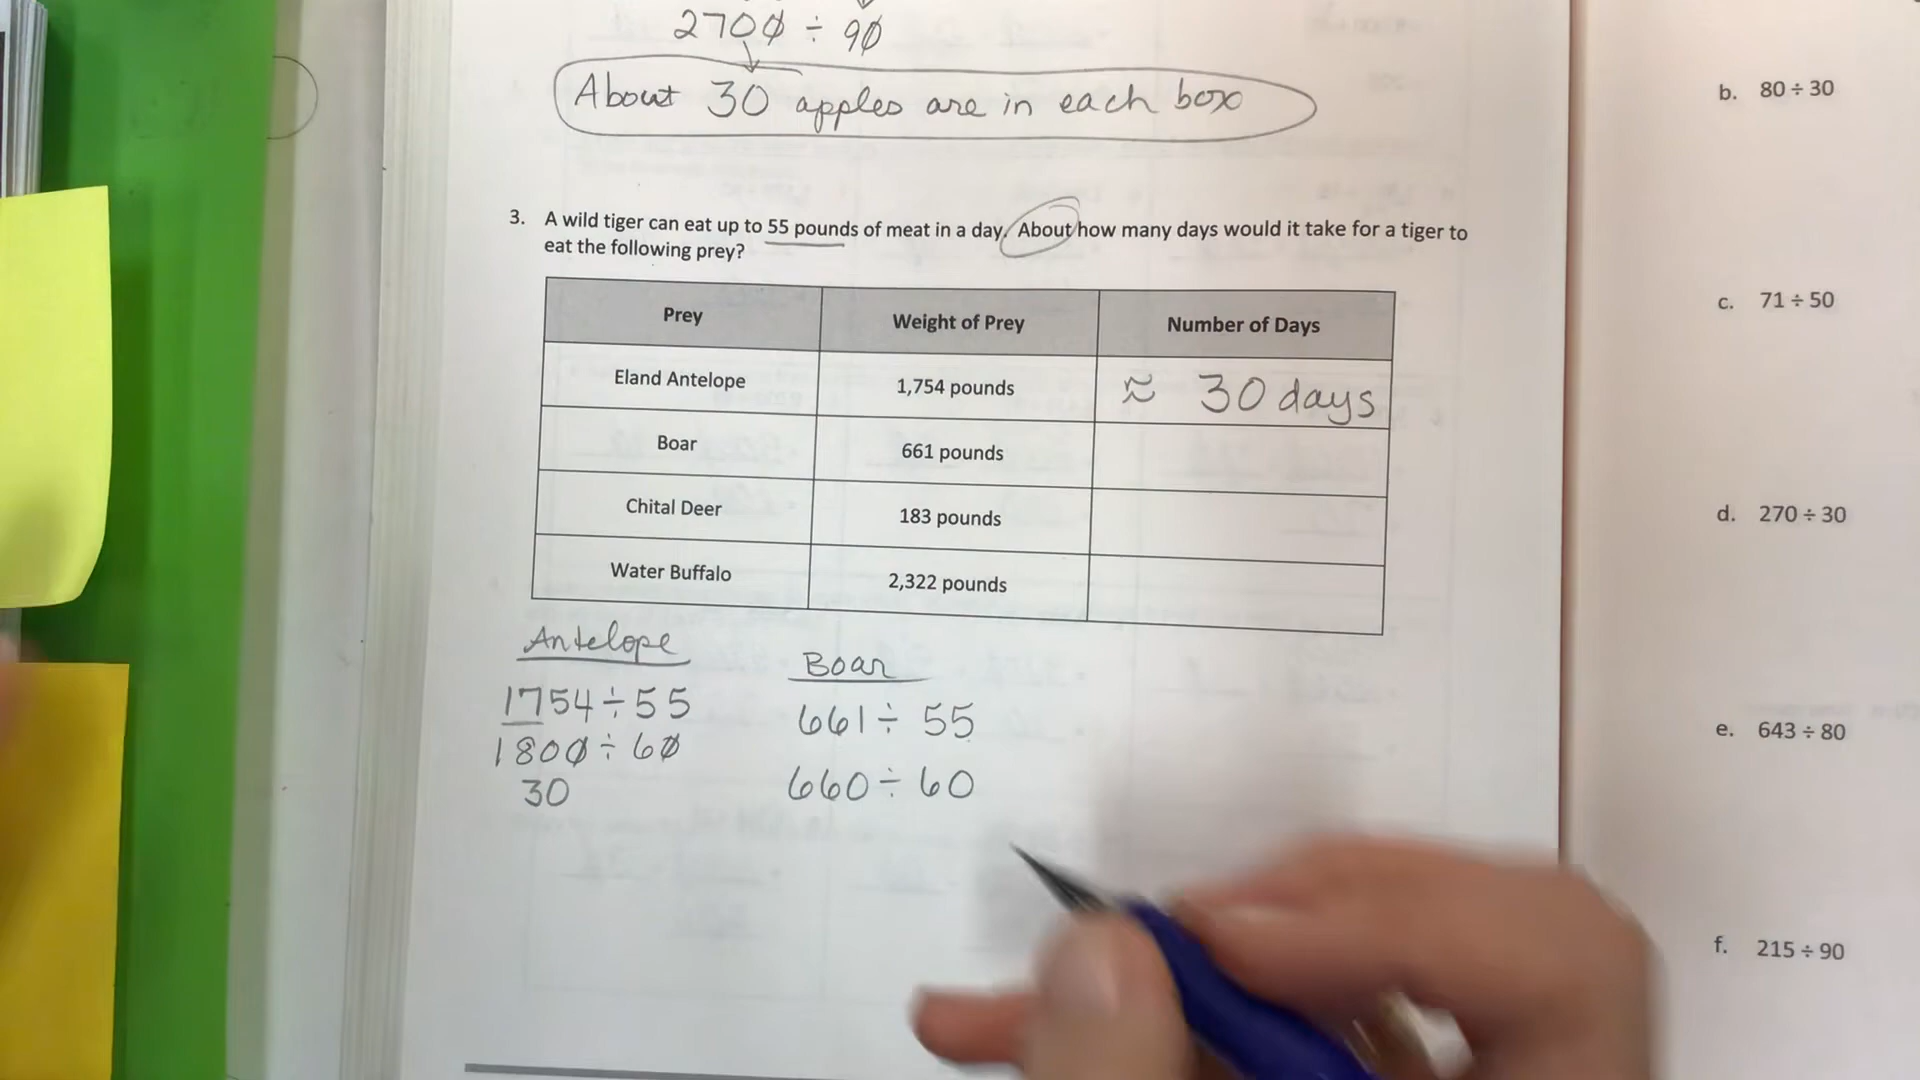 2700 ÷ 90
About 30 apples are in each box
3. A wild tiger can eat up to 55 pounds of meat in a day. About how many days would it take for a tiger to
eat the following prey?
Prey Weight of Prey Number of Days
Eland Antelope 1,754 pounds ≈ 30 days
Boar 661 pounds
Chital Deer 183 pounds
Water Buffalo 2,322 pounds
Antelope
1754 ÷ 55
1800 ÷ 60
30
Boar
661 ÷ 55
660 ÷ 60
b. 80 ÷ 30
c. 71 ÷ 50
d. 270 ÷ 30
e. 643 ÷ 80
f. 215 ÷ 90